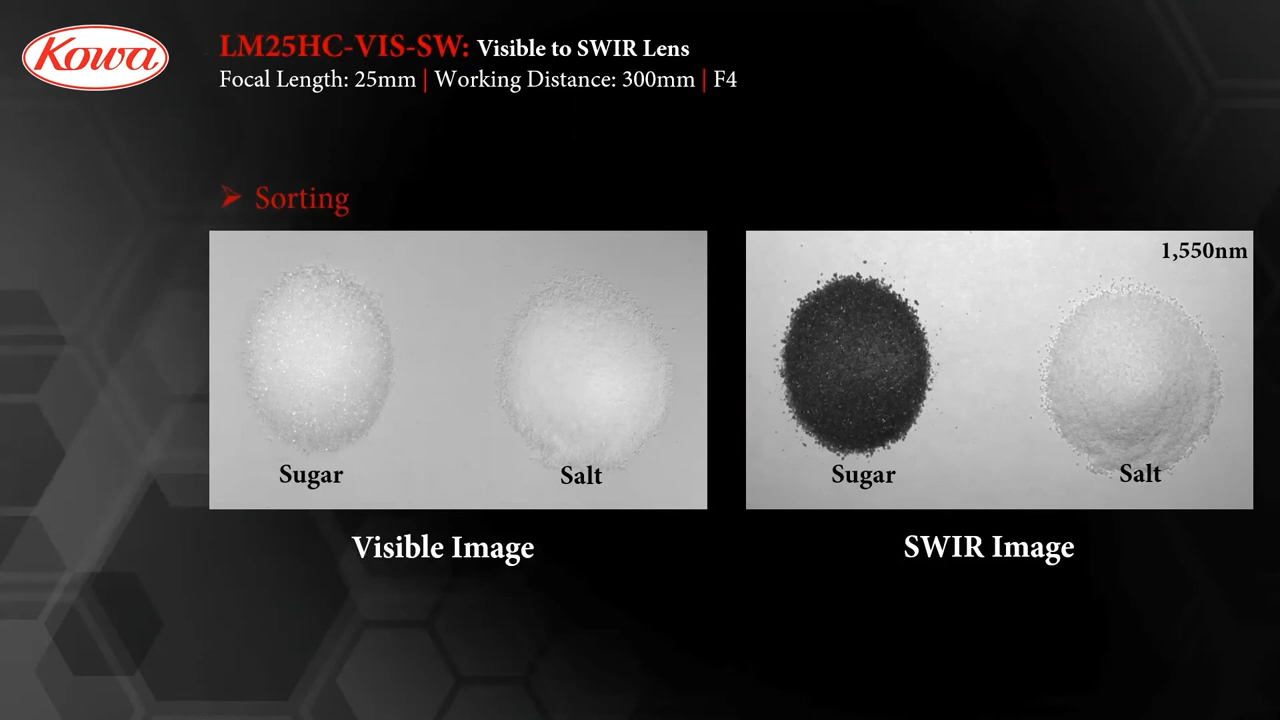 Kowa
LM25HC-VIS-SW: Visible to SWIR Lens
Focal Length: 25mm | Working Distance: 300mm | F4
➢ Sorting
1,550nm
Sugar
Salt
Sugar
Salt
Visible Image
SWIR Image